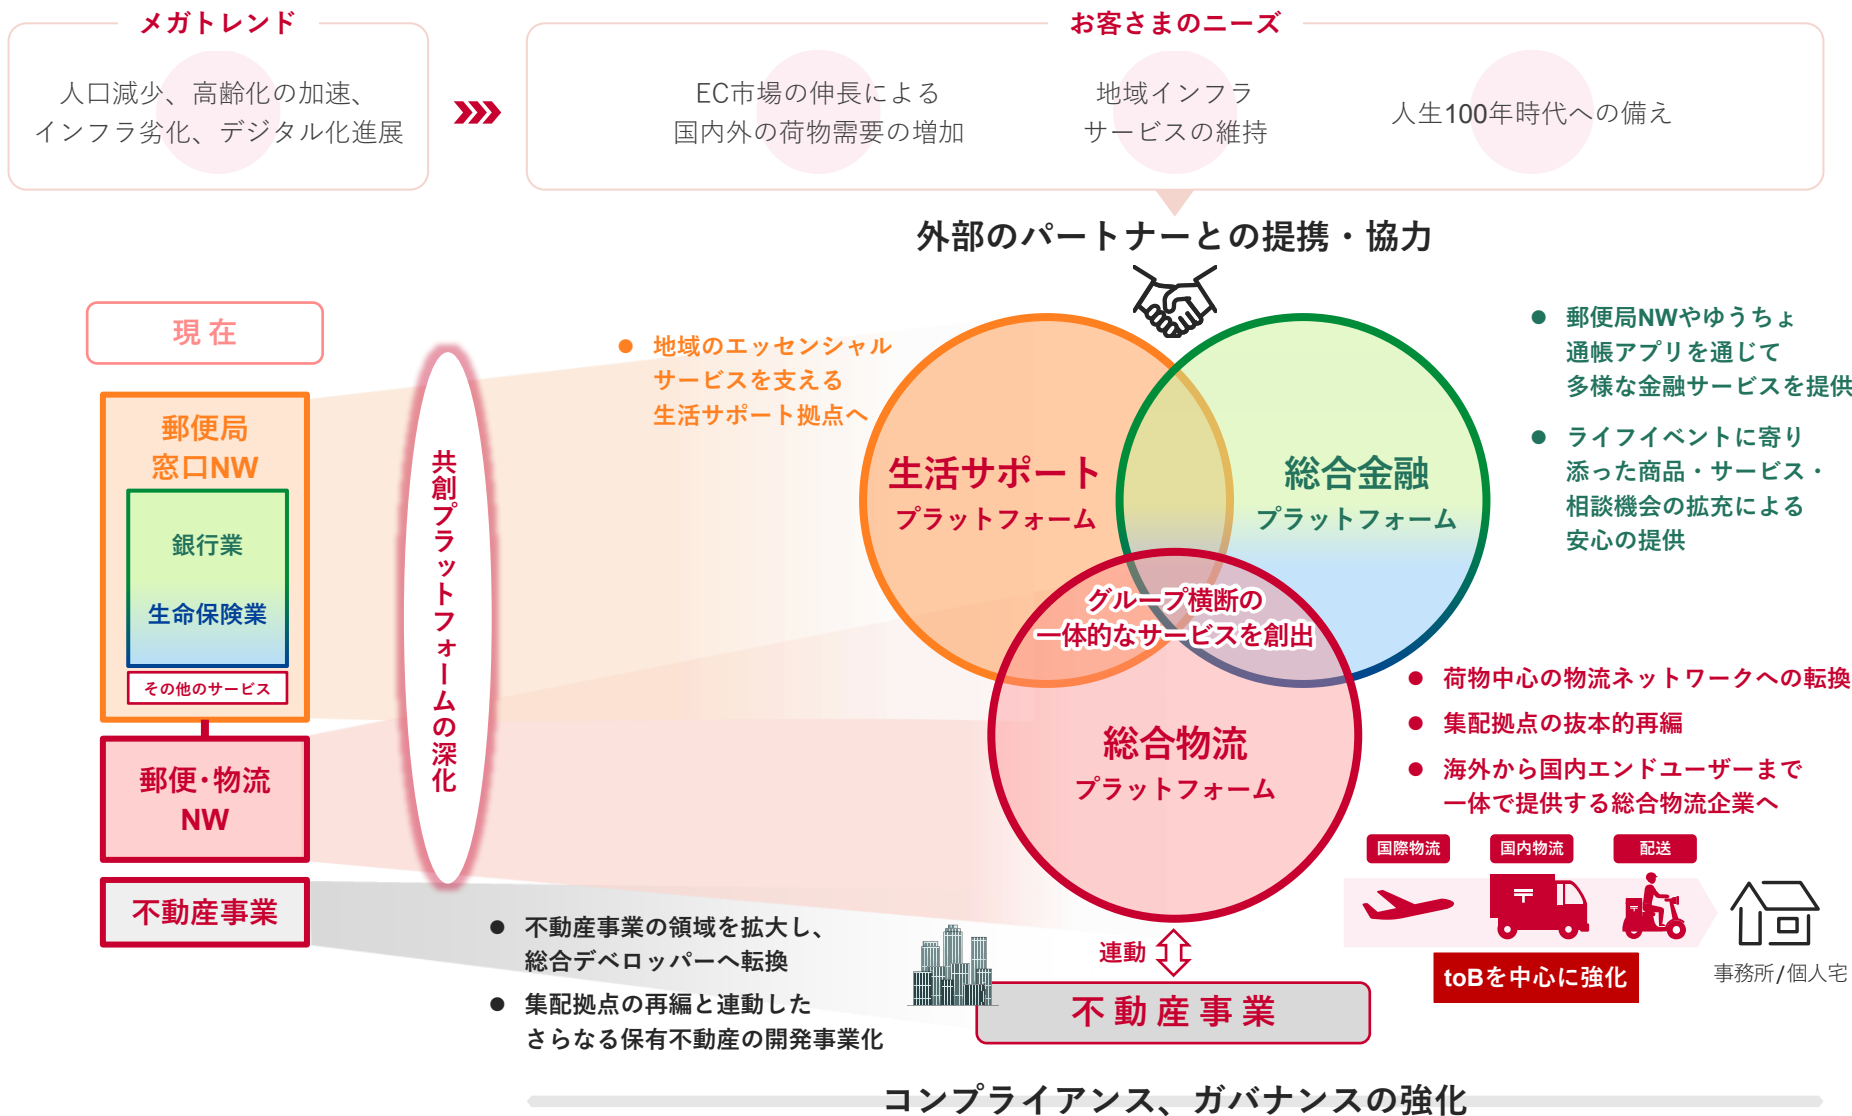 メガトレンド
人口減少、高齢化の加速、
インフラ劣化、デジタル化進展
お客さまのニーズ
EC市場の伸長による
国内外の荷物需要の増加
地域インフラ
サービスの維持
人生100年時代への備え
外部のパートナーとの提携・協力
現在
郵便局
窓口NW
銀行業
生命保険業
その他のサービス
郵便・物流
NW
不動産事業
共創プラットフォームの深化
● 地域のエッセンシャル
サービスを支える
生活サポート拠点へ
生活サポート
プラットフォーム
総合金融
プラットフォーム
グループ横断の
一体的なサービスを創出
総合物流
プラットフォーム
● 郵便局NWやゆうちょ
通帳アプリを通じて
多様な金融サービスを提供
● ライフイベントに寄り
添った商品・サービス・
相談機会の拡充による
安心の提供
● 荷物中心の物流ネットワークへの転換
● 集配拠点の抜本的再編
● 海外から国内エンドユーザーまで
一体で提供する総合物流企業へ
国際物流
国内物流
配送
toBを中心に強化
事務所/個人宅
● 不動産事業の領域を拡大し、
総合デベロッパーへ転換
● 集配拠点の再編と連動した
さらなる保有不動産の開発事業化
連動
不動産事業
コンプライアンス、ガバナンスの強化